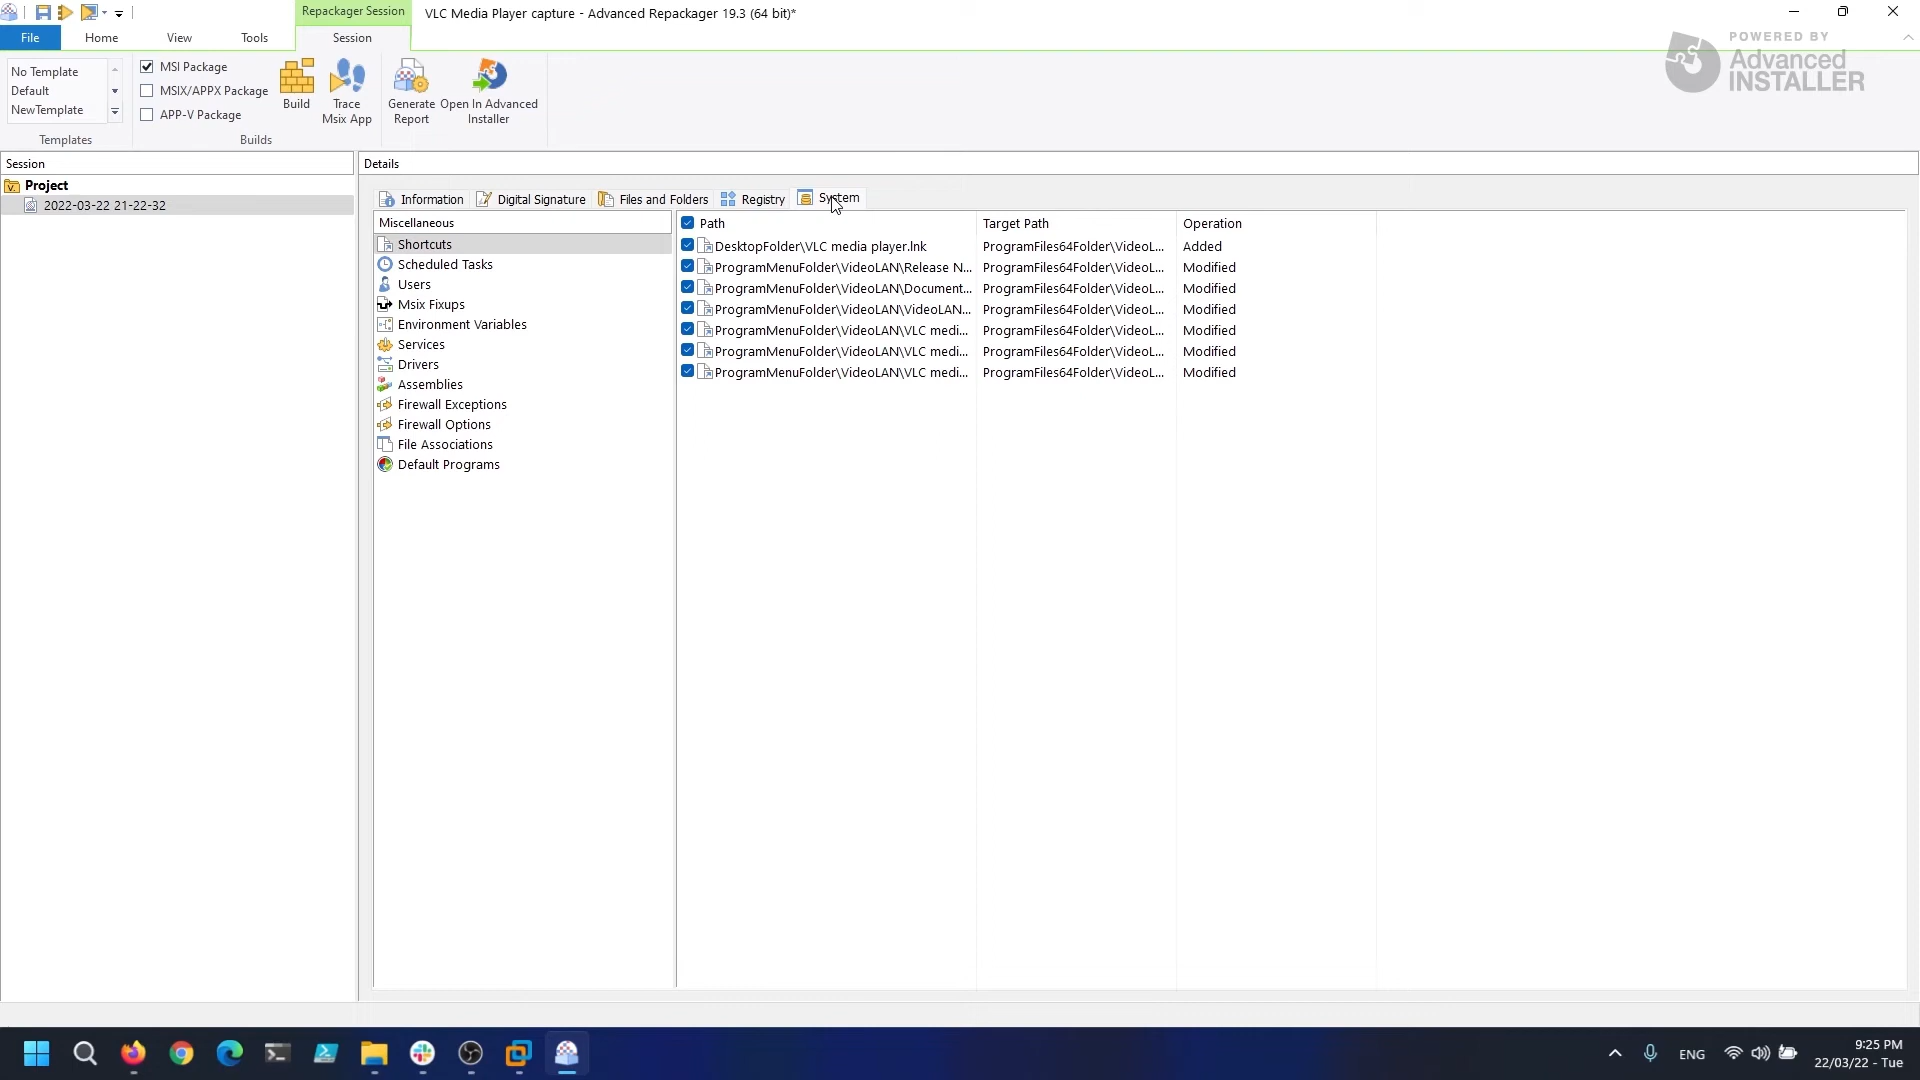 Repackager Session
VLC Media Player capture - Advanced Repackager 19.3 (64 bit)*
File
Home
View
Tools
Session
POWERED BY
Advanced
INSTALLER
No Template
Default
NewTemplate
Templates
MSI Package
MSIX/APPX Package
APP-V Package
Builds
Build
Trace
Msix App
Generate
Report
Open In Advanced
Installer
Session
Project
2022-03-22 21-22-32
Details
Information
Digital Signature
Files and Folders
Registry
System
Miscellaneous
Shortcuts
Scheduled Tasks
Users
Msix Fixups
Environment Variables
Services
Drivers
Assemblies
Firewall Exceptions
Firewall Options
File Associations
Default Programs
Path Target Path Operation
DesktopFolder\VLC media player.lnk ProgramFiles64Folder\VideoL... Added
ProgramMenuFolder\VideoLAN\Release N... ProgramFiles64Folder\VideoL... Modified
ProgramMenuFolder\VideoLAN\Document... ProgramFiles64Folder\VideoL... Modified
ProgramMenuFolder\VideoLAN\VideoLAN... ProgramFiles64Folder\VideoL... Modified
ProgramMenuFolder\VideoLAN\VLC medi... ProgramFiles64Folder\VideoL... Modified
ProgramMenuFolder\VideoLAN\VLC medi... ProgramFiles64Folder\VideoL... Modified
ProgramMenuFolder\VideoLAN\VLC medi... ProgramFiles64Folder\VideoL... Modified
ENG
9:25 PM
22/03/22 - Tue